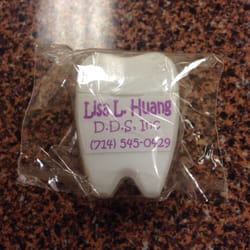 Lisa L. Huang
D.D.S. Inc
(714) 545-0429